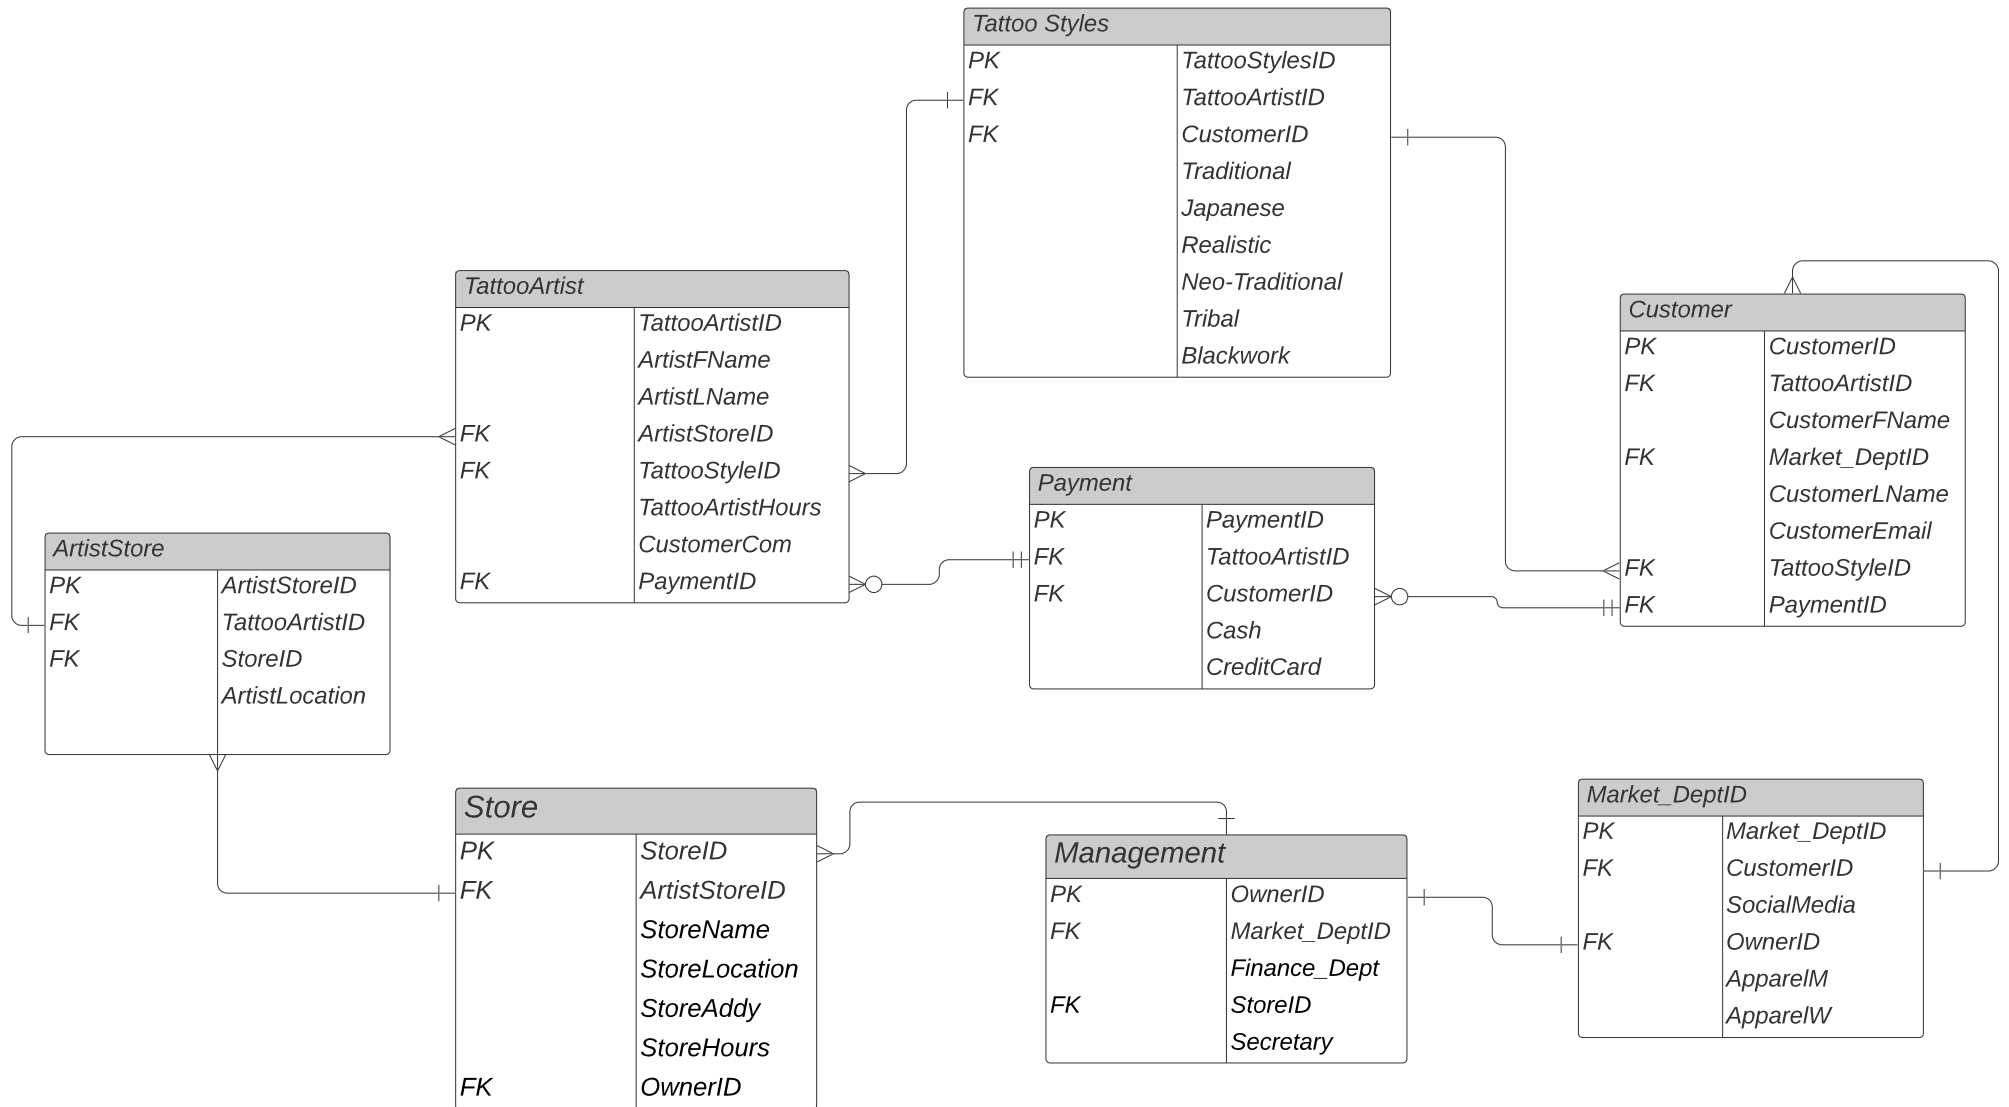 Tattoo Styles
PK TattooStylesID
FK TattooArtistID
FK CustomerID
Traditional
Japanese
Realistic
Neo-Traditional
Tribal
Blackwork
TattooArtist
PK TattooArtistID
ArtistFName
ArtistLName
FK ArtistStoreID
FK TattooStyleID
TattooArtistHours
CustomerCom
FK PaymentID
Customer
PK CustomerID
FK TattooArtistID
CustomerFName
FK Market_DeptID
CustomerLName
CustomerEmail
FK TattooStyleID
FK PaymentID
Payment
PK PaymentID
FK TattooArtistID
FK CustomerID
Cash
CreditCard
ArtistStore
PK ArtistStoreID
FK TattooArtistID
FK StoreID
ArtistLocation
Store
PK StoreID
FK ArtistStoreID
StoreName
StoreLocation
StoreAddy
StoreHours
FK OwnerID
Management
PK OwnerID
FK Market_DeptID
Finance_Dept
FK StoreID
Secretary
Market_DeptID
PK Market_DeptID
FK CustomerID
SocialMedia
FK OwnerID
ApparelM
ApparelW